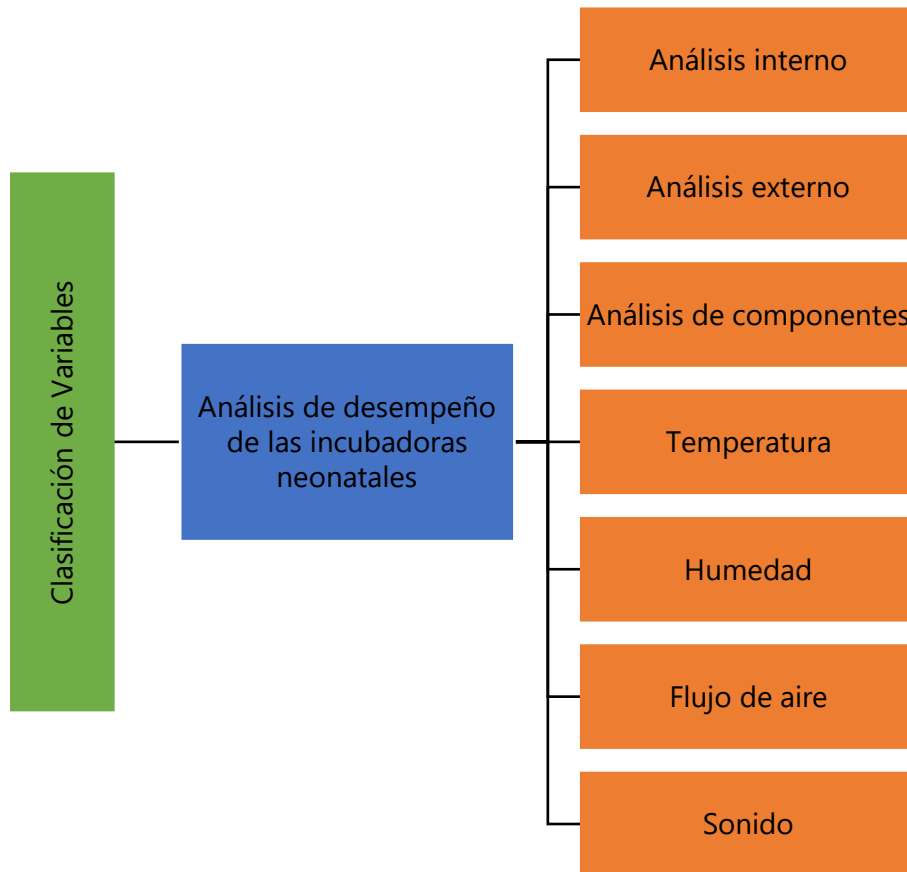 Clasificación de Variables
Análisis de desempeño
de las incubadoras
neonatales
Análisis interno
Análisis externo
Análisis de componentes
Temperatura
Humedad
Flujo de aire
Sonido